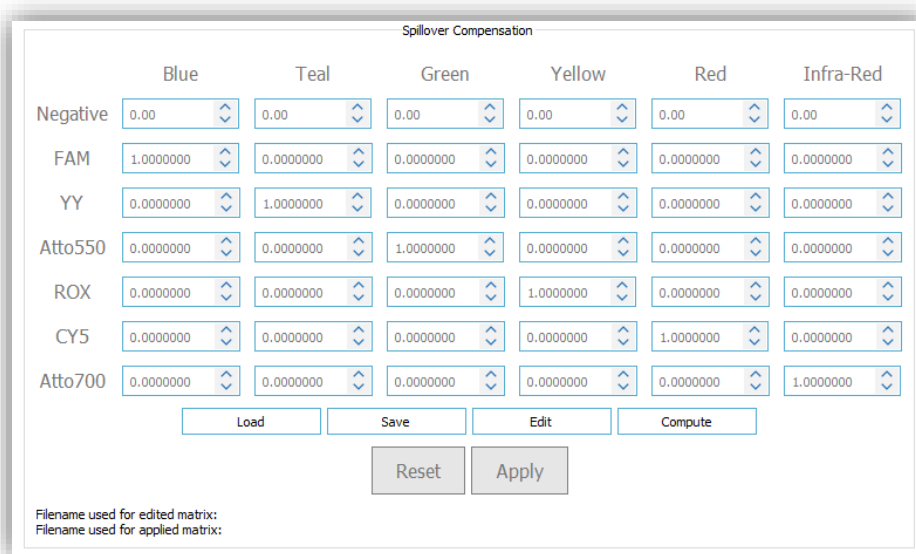 Spillover Compensation
Blue Teal Green Yellow Red Infra-Red
Negative 0.00 0.00 0.00 0.00 0.00 0.00
FAM 1.0000000 0.0000000 0.0000000 0.0000000 0.0000000 0.0000000
YY 0.0000000 1.0000000 0.0000000 0.0000000 0.0000000 0.0000000
Atto550 0.0000000 0.0000000 1.0000000 0.0000000 0.0000000 0.0000000
ROX 0.0000000 0.0000000 0.0000000 1.0000000 0.0000000 0.0000000
CY5 0.0000000 0.0000000 0.0000000 0.0000000 1.0000000 0.0000000
Atto700 0.0000000 0.0000000 0.0000000 0.0000000 0.0000000 1.0000000
Load Save Edit Compute
Reset Apply
Filename used for edited matrix:
Filename used for applied matrix: